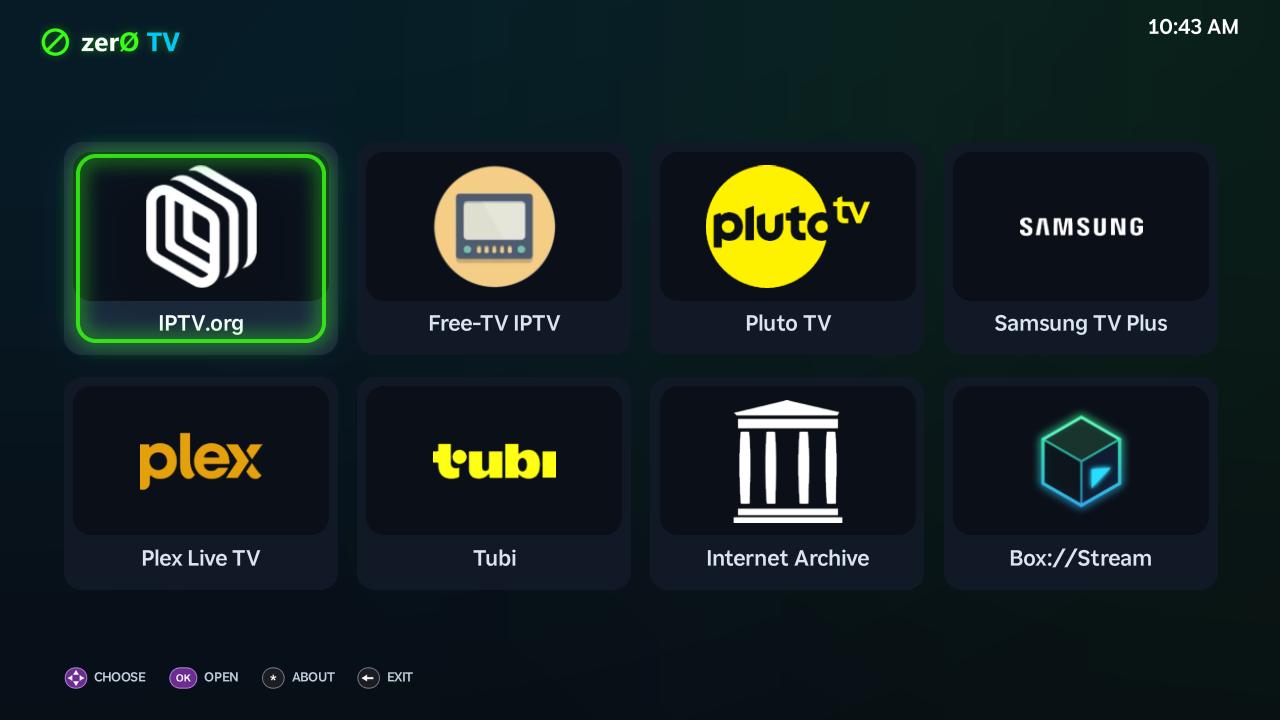 zerØ TV
10:43 AM
pluto tv
SAMSUNG
IPTV.org
Free-TV IPTV
Pluto TV
Samsung TV Plus
plex
tubi
Plex Live TV
Tubi
Internet Archive
Box://Stream
CHOOSE
OK OPEN
* ABOUT
EXIT